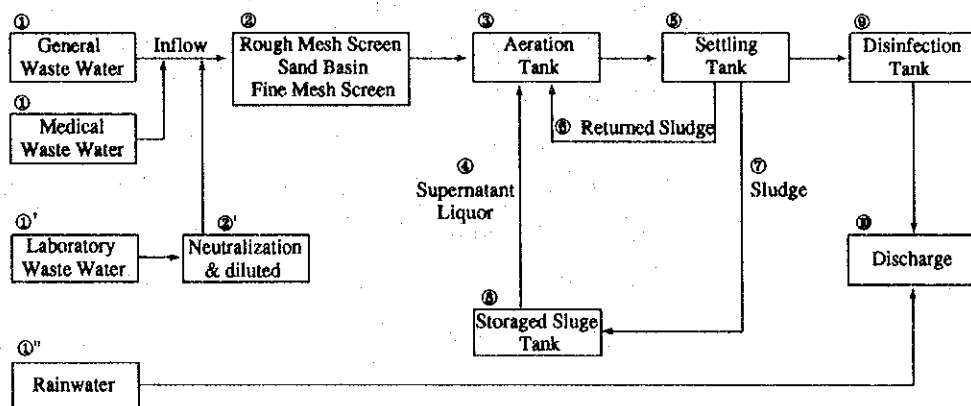 ①
General
Waste Water
Inflow
②
Rough Mesh Screen
Sand Basin
Fine Mesh Screen
③
Aeration
Tank
⑤
Settling
Tank
⑨
Disinfection
Tank
①
Medical
Waste Water
⑥ Returned Sludge
④
Supernatant
Liquor
⑦
Sludge
①'
Laboratory
Waste Water
②'
Neutralization
& diluted
⑩
Discharge
⑧
Storaged Sluge
Tank
①"
Rainwater